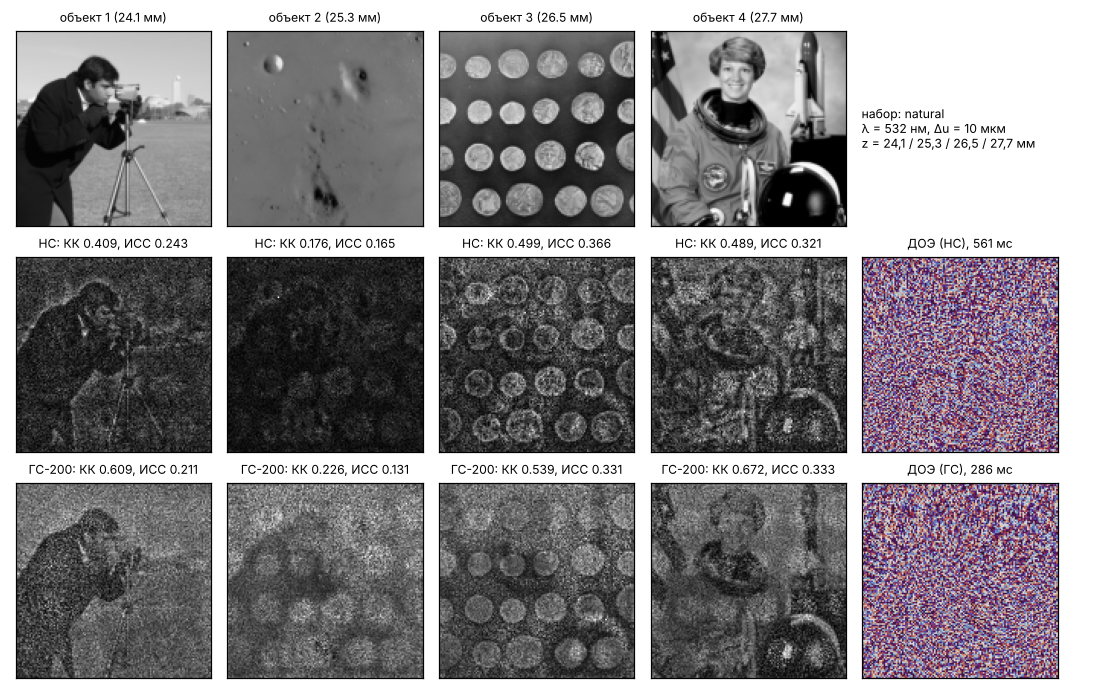 объект 1 (24.1 мм)
объект 2 (25.3 мм)
объект 3 (26.5 мм)
объект 4 (27.7 мм)
набор: natural
λ = 532 нм, Δu = 10 мкм
z = 24,1 / 25,3 / 26,5 / 27,7 мм
НС: КК 0.409, ИСС 0.243
НС: КК 0.176, ИСС 0.165
НС: КК 0.499, ИСС 0.366
НС: КК 0.489, ИСС 0.321
ДОЭ (НС), 561 мс
ГС-200: КК 0.609, ИСС 0.211
ГС-200: КК 0.226, ИСС 0.131
ГС-200: КК 0.539, ИСС 0.331
ГС-200: КК 0.672, ИСС 0.333
ДОЭ (ГС), 286 мс